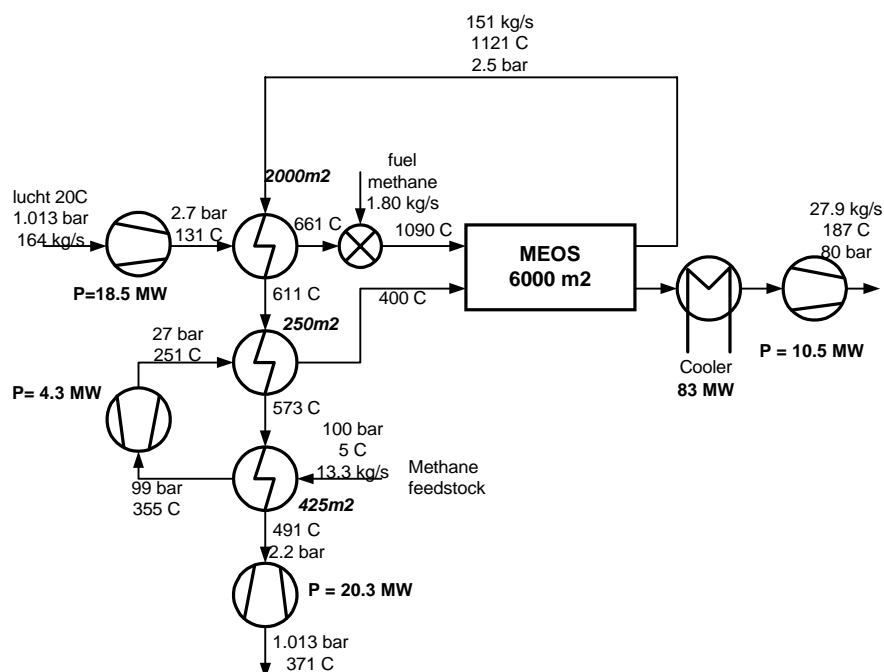 151 kg/s
1121 C
2.5 bar
2000m2
fuel
methane
1.80 kg/s
lucht 20C
1.013 bar
164 kg/s
2.7 bar
131 C
661 C
1090 C
MEOS
6000 m2
27.9 kg/s
187 C
80 bar
P=18.5 MW
611 C
400 C
250m2
27 bar
251 C
Cooler
83 MW
P = 10.5 MW
P= 4.3 MW
573 C
100 bar
5 C
13.3 kg/s
Methane
feedstock
99 bar
355 C
425m2
491 C
2.2 bar
P = 20.3 MW
1.013 bar
371 C